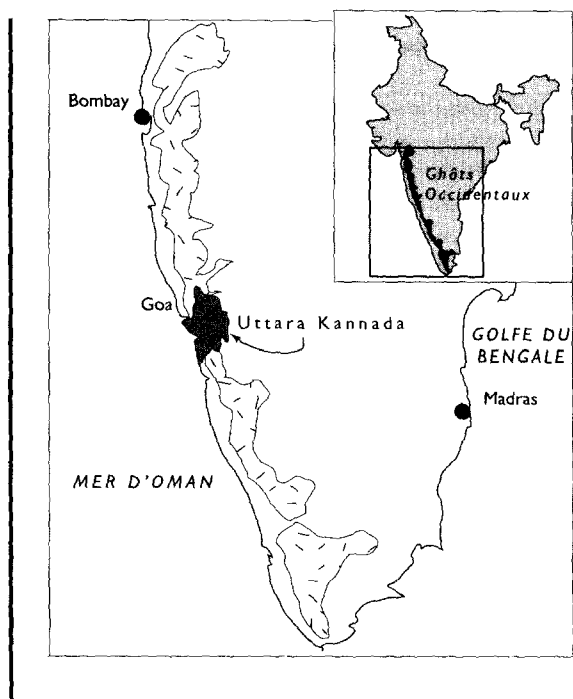 Bombay
Ghâts
Occidentaux
Goa
Uttara Kannada
GOLFE DU
BENGALE
Madras
MER D'OMAN